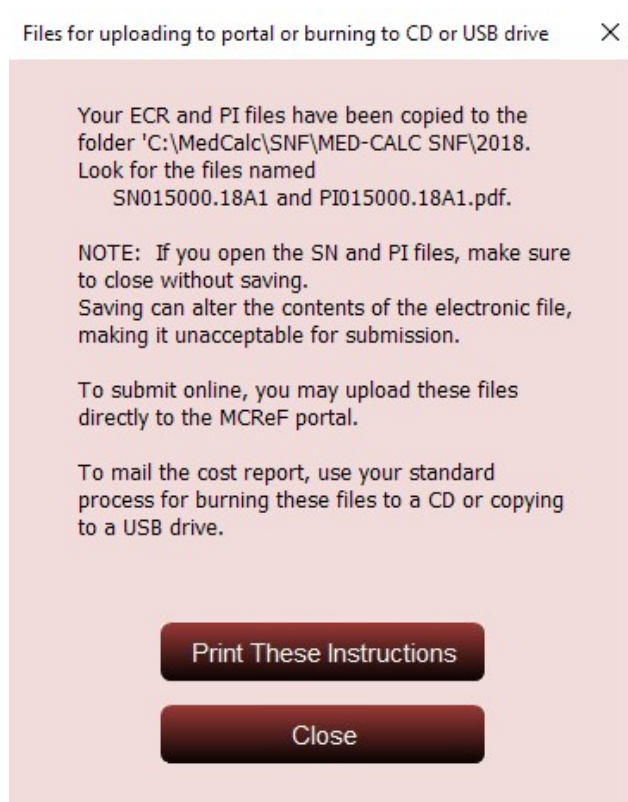 Files for uploading to portal or burning to CD or USB drive
Your ECR and PI files have been copied to the
folder 'C:\MedCalc\SNF\MED-CALC SNF\2018.
Look for the files named
SN015000.18A1 and PI015000.18A1.pdf.
NOTE:  If you open the SN and PI files, make sure
to close without saving.
Saving can alter the contents of the electronic file,
making it unacceptable for submission.
To submit online, you may upload these files
directly to the MCReF portal.
To mail the cost report, use your standard
process for burning these files to a CD or copying
to a USB drive.
Print These Instructions
Close